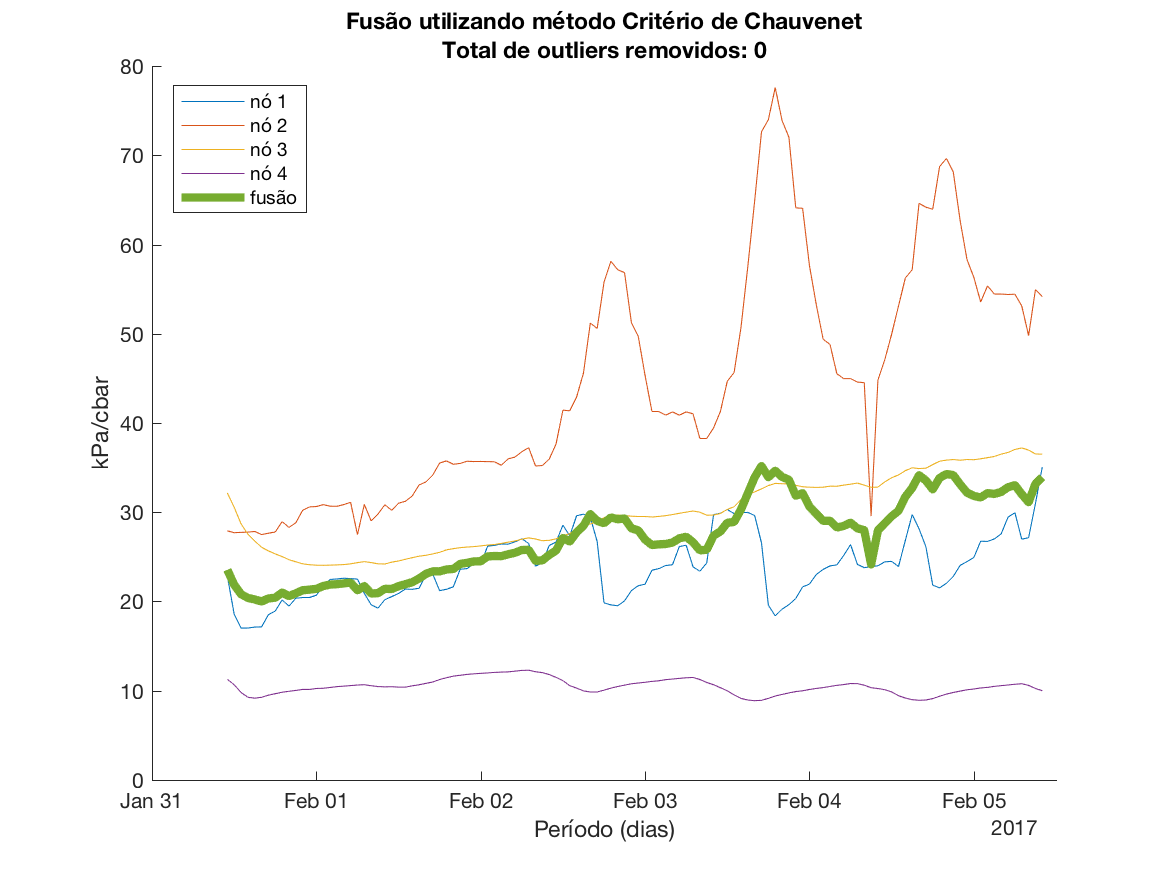 Fusão utilizando método Critério de Chauvenet
Total de outliers removidos: 0
80
70
60
50
40
30
20
10
0
kPa/cbar
nó 1
nó 2
nó 3
nó 4
fusão
Jan 31
Feb 01
Feb 02
Feb 03
Feb 04
Feb 05
Período (dias)
2017